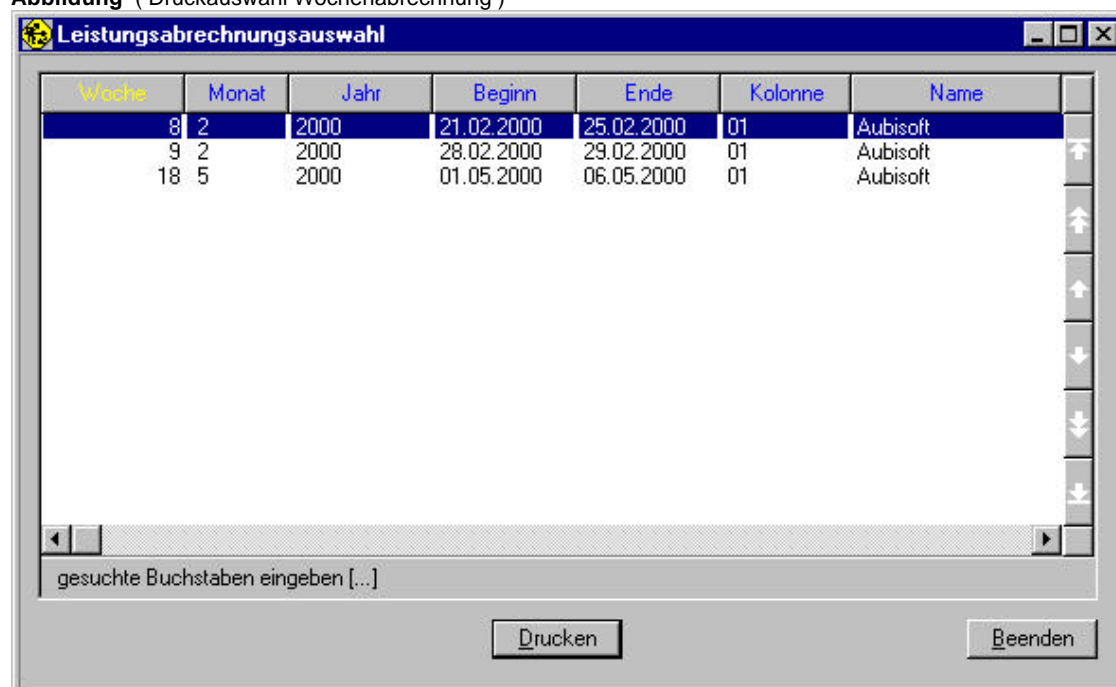 Abbildung ( Druckauswahl Wochenabrechnung )
Leistungsabrechnungsauswahl
Woche Monat Jahr Beginn Ende Kolonne Name
8 2 2000 21.02.2000 25.02.2000 01 Aubisoft
9 2 2000 28.02.2000 29.02.2000 01 Aubisoft
18 5 2000 01.05.2000 06.05.2000 01 Aubisoft
gesuchte Buchstaben eingeben [...]
Drucken Beenden